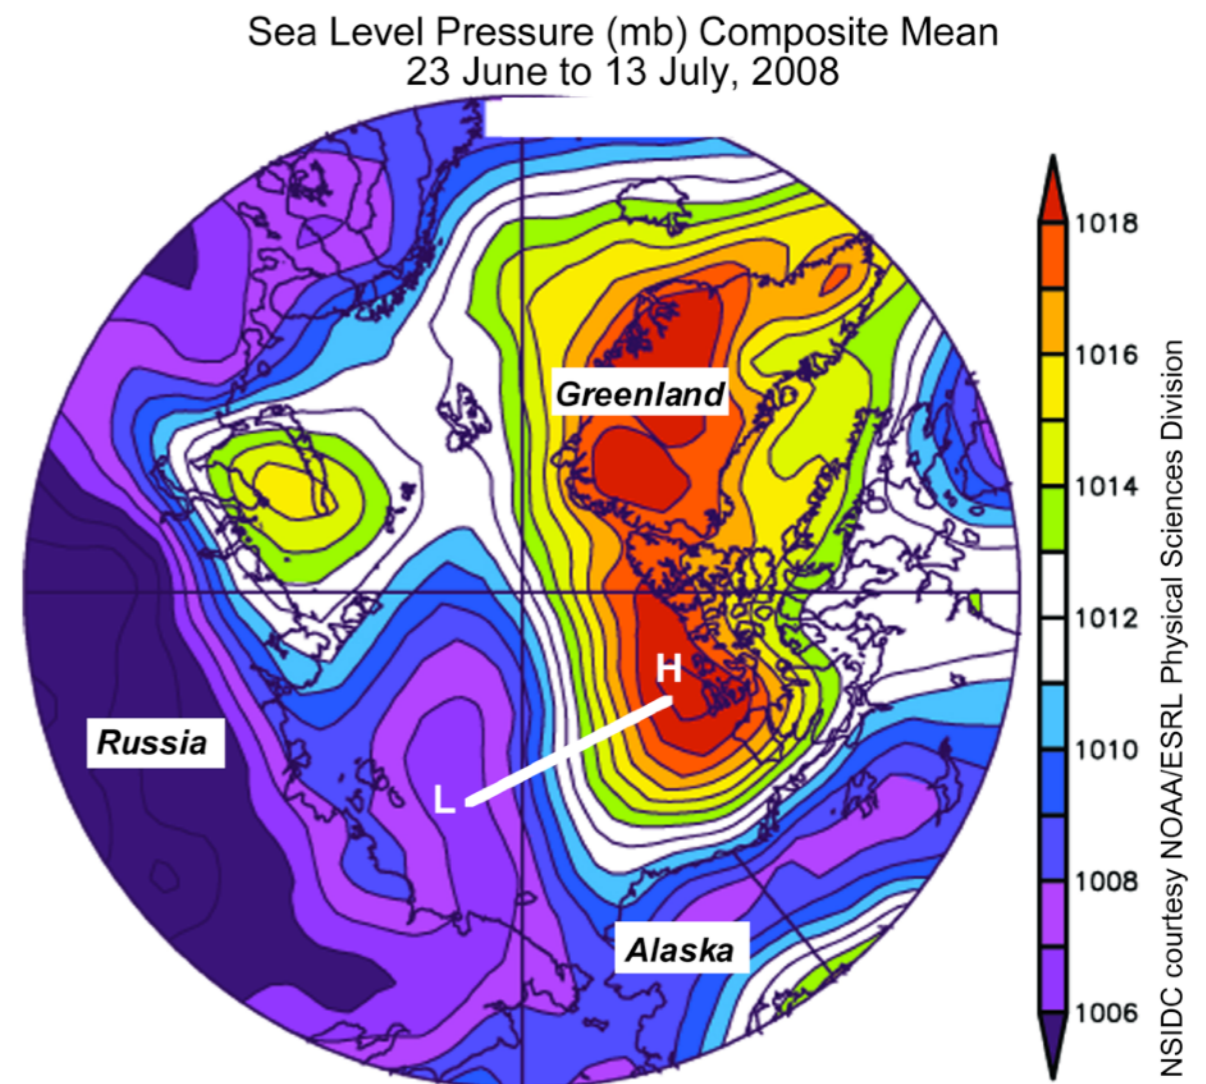 Sea Level Pressure (mb) Composite Mean
23 June to 13 July, 2008
Greenland
H
Russia
L
Alaska
1018
1016
1014
1012
1010
1008
1006
NSIDC courtesy NOAA/ESRL Physical Sciences Division